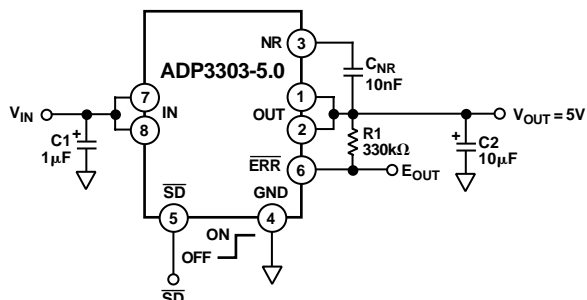 NR
3
ADP3303-5.0
C_NR
10nF
V_IN
7
8
IN
C1
+
1µF
OUT
1
2
V_OUT = 5V
R1
330kΩ
+
C2
10µF
ERR
6
E_OUT
SD
5
GND
4
ON
OFF
SD